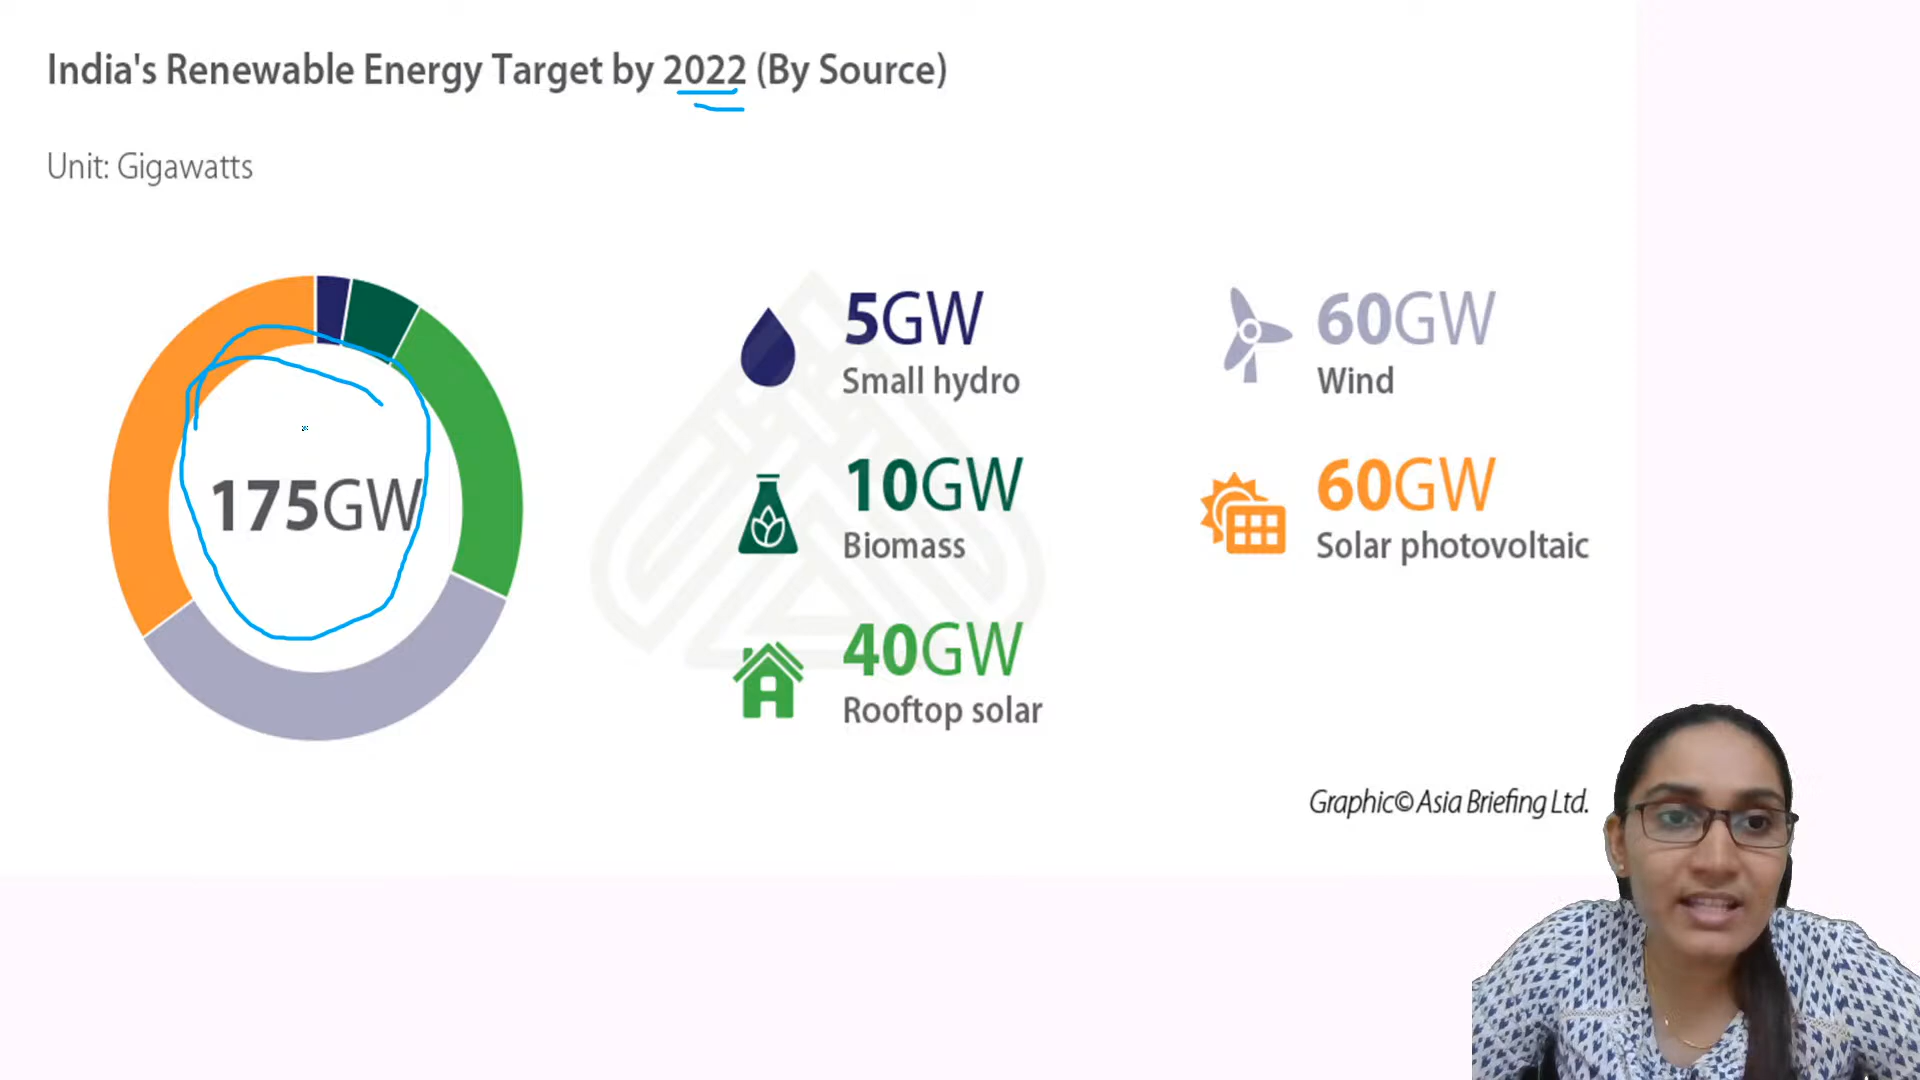 India's Renewable Energy Target by 2022 (By Source)
Unit: Gigawatts
175GW
5GW
Small hydro
10GW
Biomass
40GW
Rooftop solar
60GW
Wind
60GW
Solar photovoltaic
Graphic© Asia Briefing Ltd.